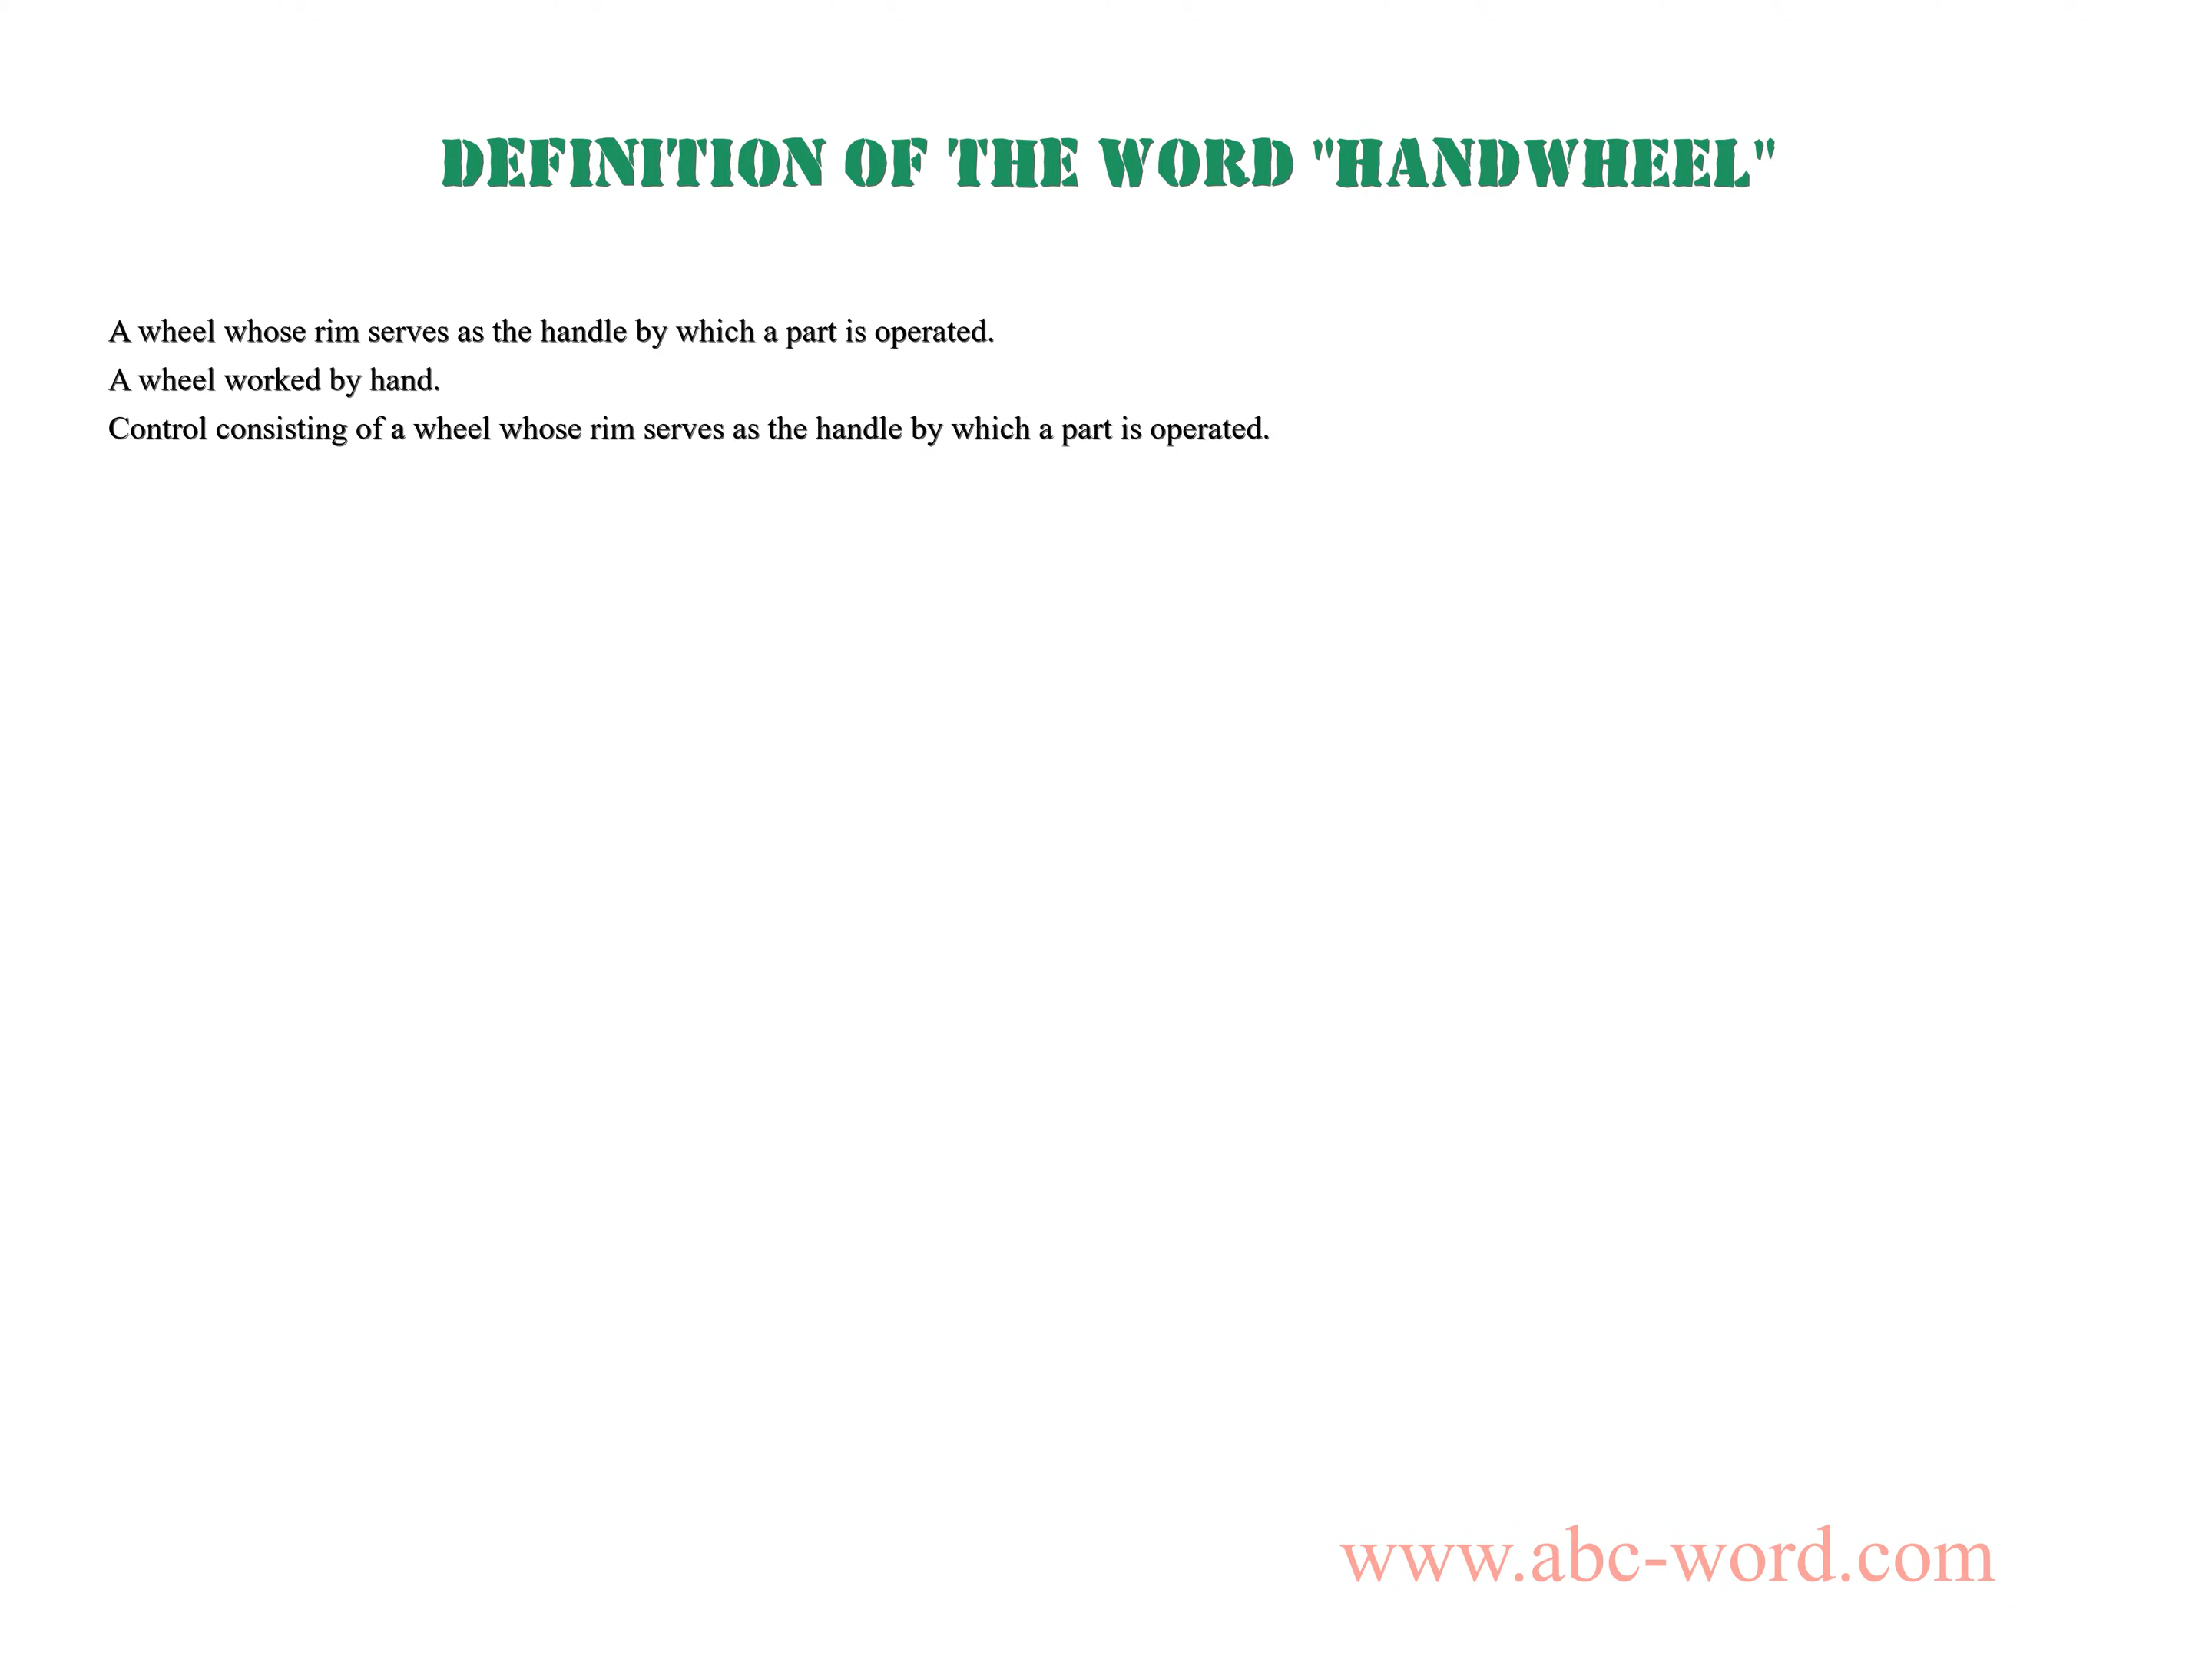 DEFINITION OF THE WORD "HANDWHEEL"
A wheel whose rim serves as the handle by which a part is operated.
A wheel worked by hand.
Control consisting of a wheel whose rim serves as the handle by which a part is operated.
www.abc-word.com